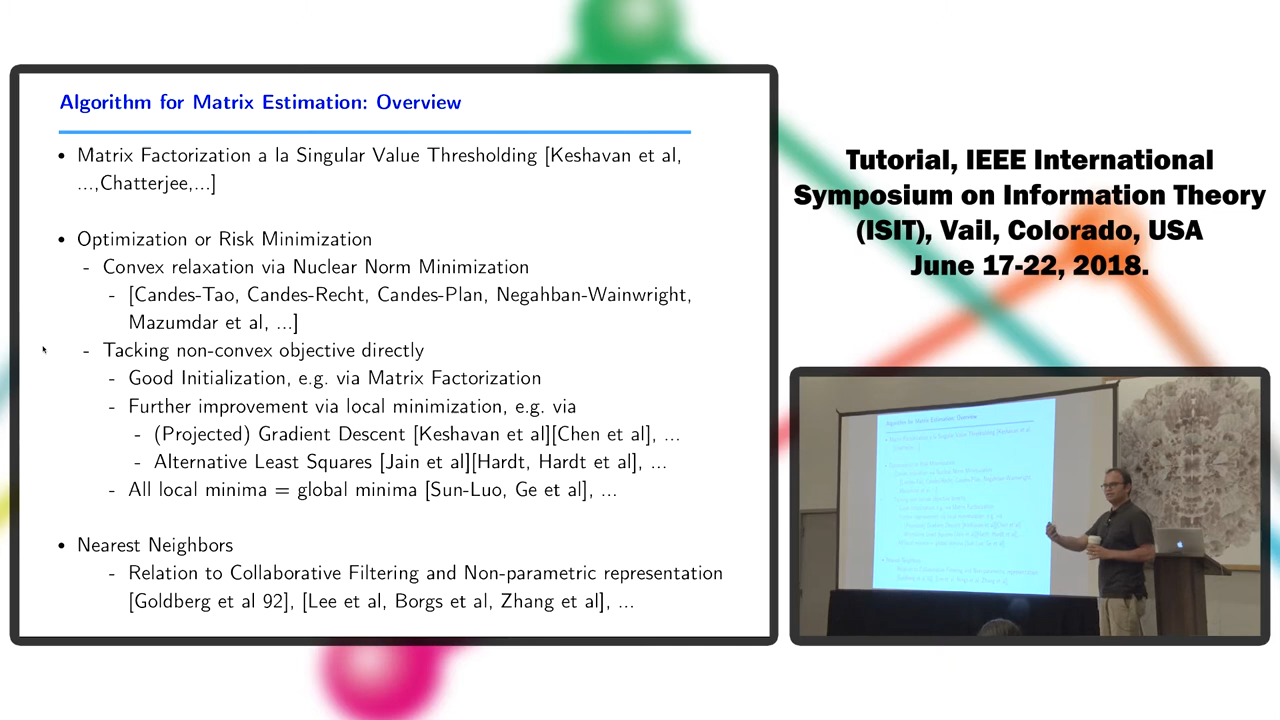 Algorithm for Matrix Estimation: Overview
• Matrix Factorization a la Singular Value Thresholding [Keshavan et al,
...,Chatterjee,...]
• Optimization or Risk Minimization
- Convex relaxation via Nuclear Norm Minimization
- [Candes-Tao, Candes-Recht, Candes-Plan, Negahban-Wainwright,
Mazumdar et al, ...]
- Tacking non-convex objective directly
- Good Initialization, e.g. via Matrix Factorization
- Further improvement via local minimization, e.g. via
- (Projected) Gradient Descent [Keshavan et al][Chen et al], ...
- Alternative Least Squares [Jain et al][Hardt, Hardt et al], ...
- All local minima = global minima [Sun-Luo, Ge et al], ...
• Nearest Neighbors
- Relation to Collaborative Filtering and Non-parametric representation
[Goldberg et al 92], [Lee et al, Borgs et al, Zhang et al], ...
Tutorial, IEEE International
Symposium on Information Theory
(ISIT), Vail, Colorado, USA
June 17-22, 2018.
Algorithm for Matrix Estimation: Overview